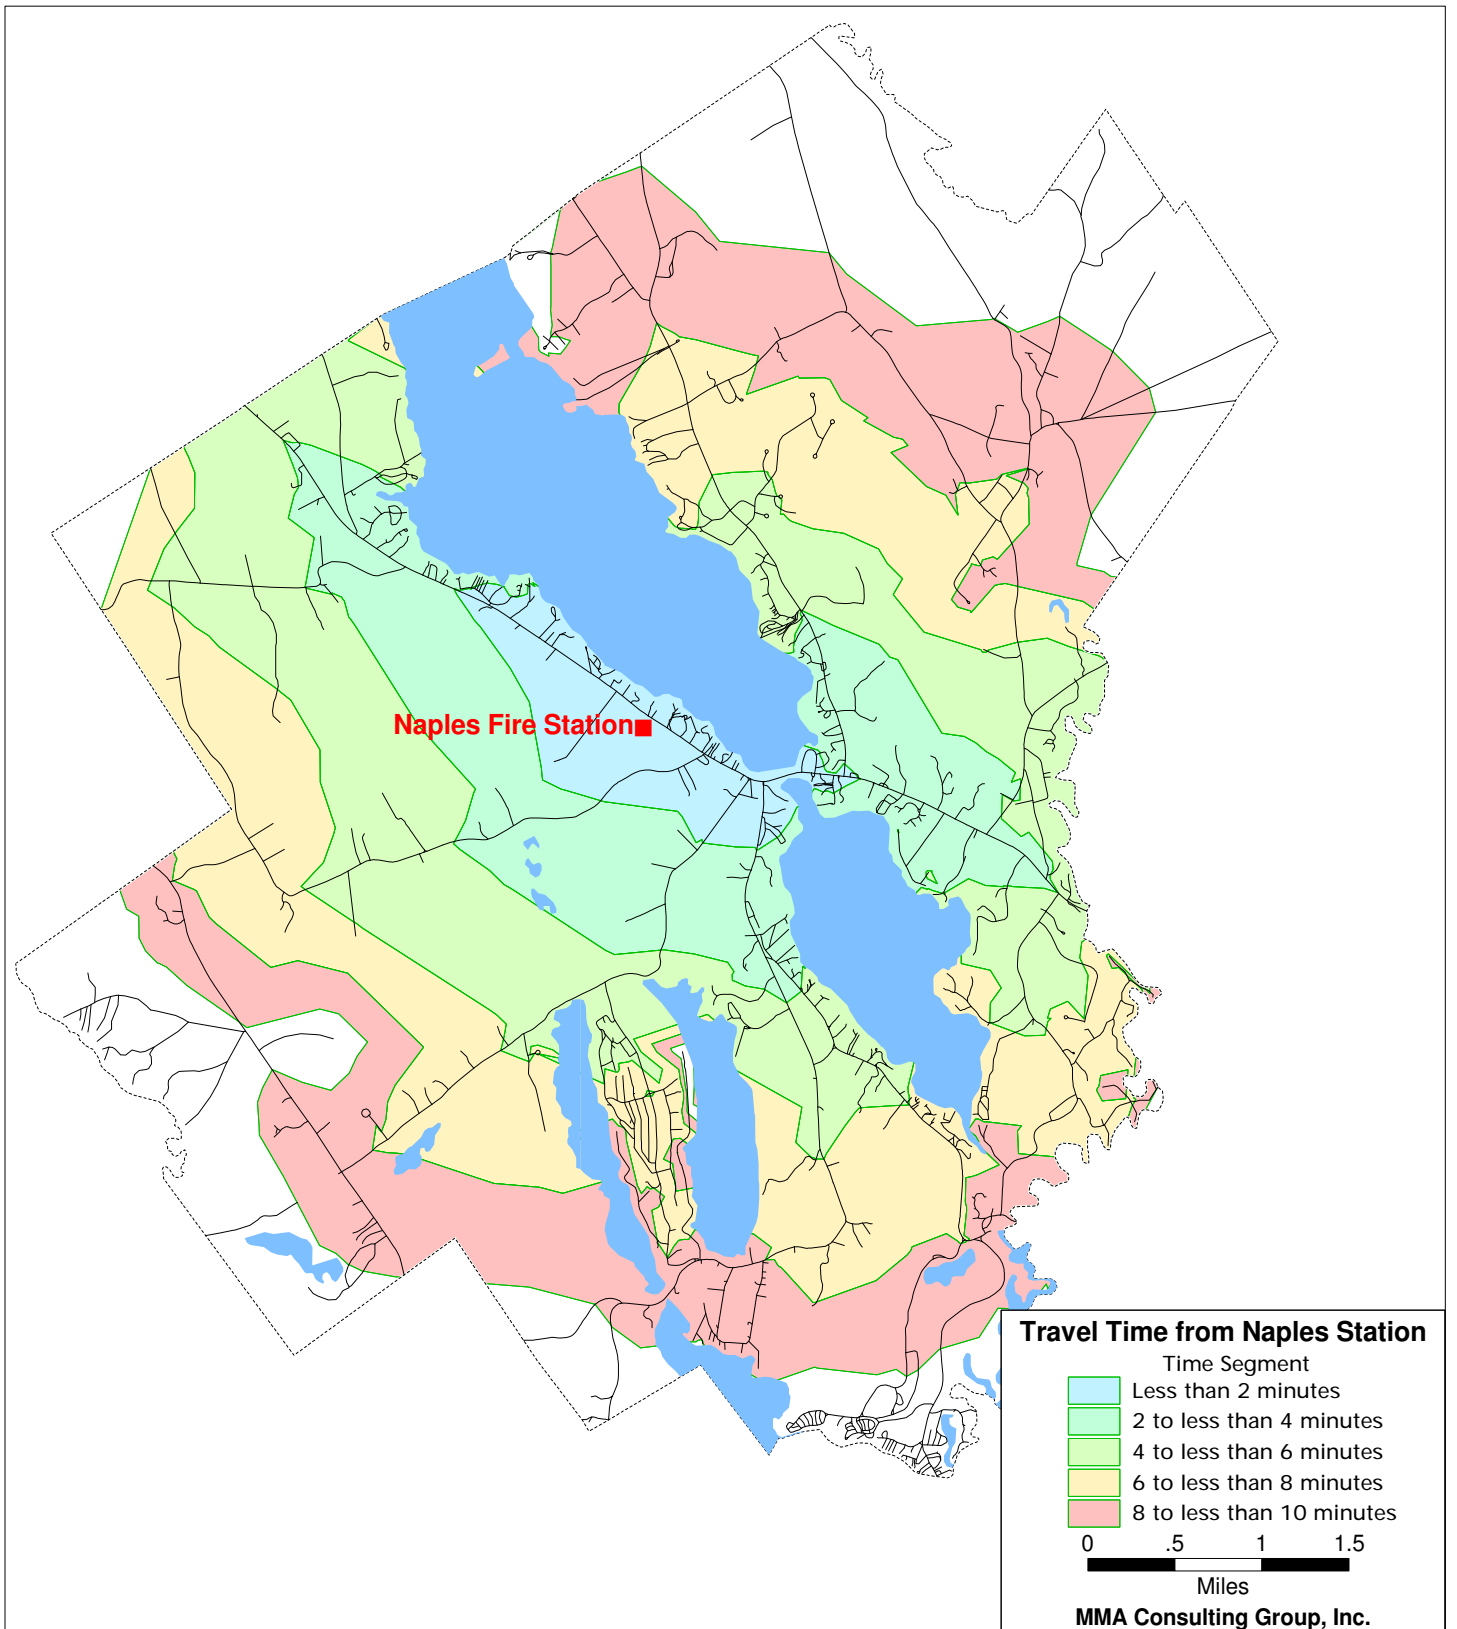 Naples Fire Station
Travel Time from Naples Station
Time Segment
Less than 2 minutes
2 to less than 4 minutes
4 to less than 6 minutes
6 to less than 8 minutes
8 to less than 10 minutes
0 .5 1 1.5
Miles
MMA Consulting Group, Inc.